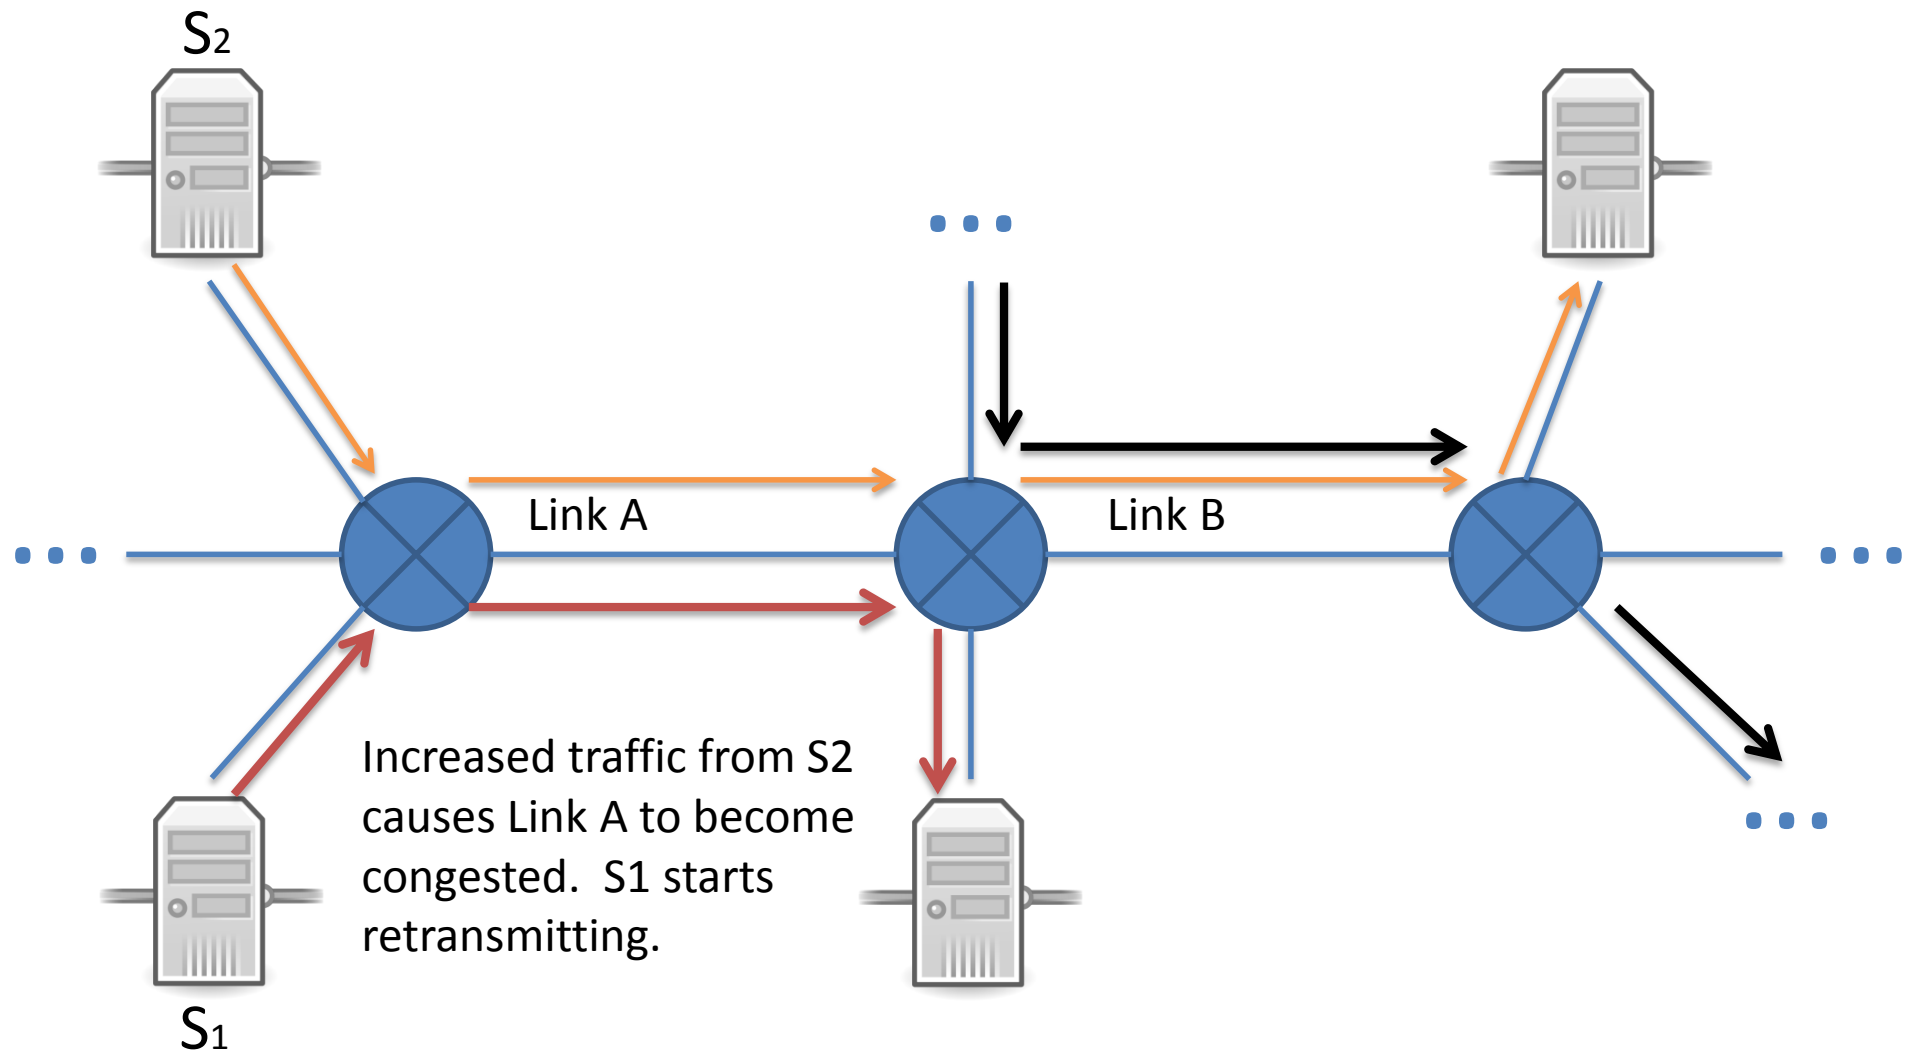 S2
Link A
Link B
Increased traffic from S2
causes Link A to become
congested.  S1 starts
retransmitting.
S1